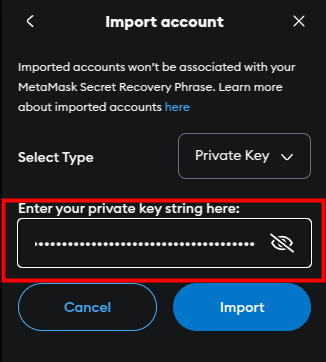 Import account
Imported accounts won't be associated with your
MetaMask Secret Recovery Phrase. Learn more
about imported accounts here
Select Type
Private Key
Enter your private key string here:
Cancel
Import